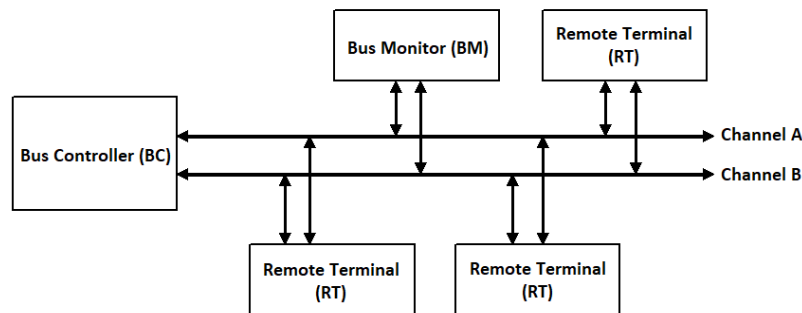 Bus Monitor (BM)
Remote Terminal
(RT)
Bus Controller (BC)
Channel A
Channel B
Remote Terminal
(RT)
Remote Terminal
(RT)